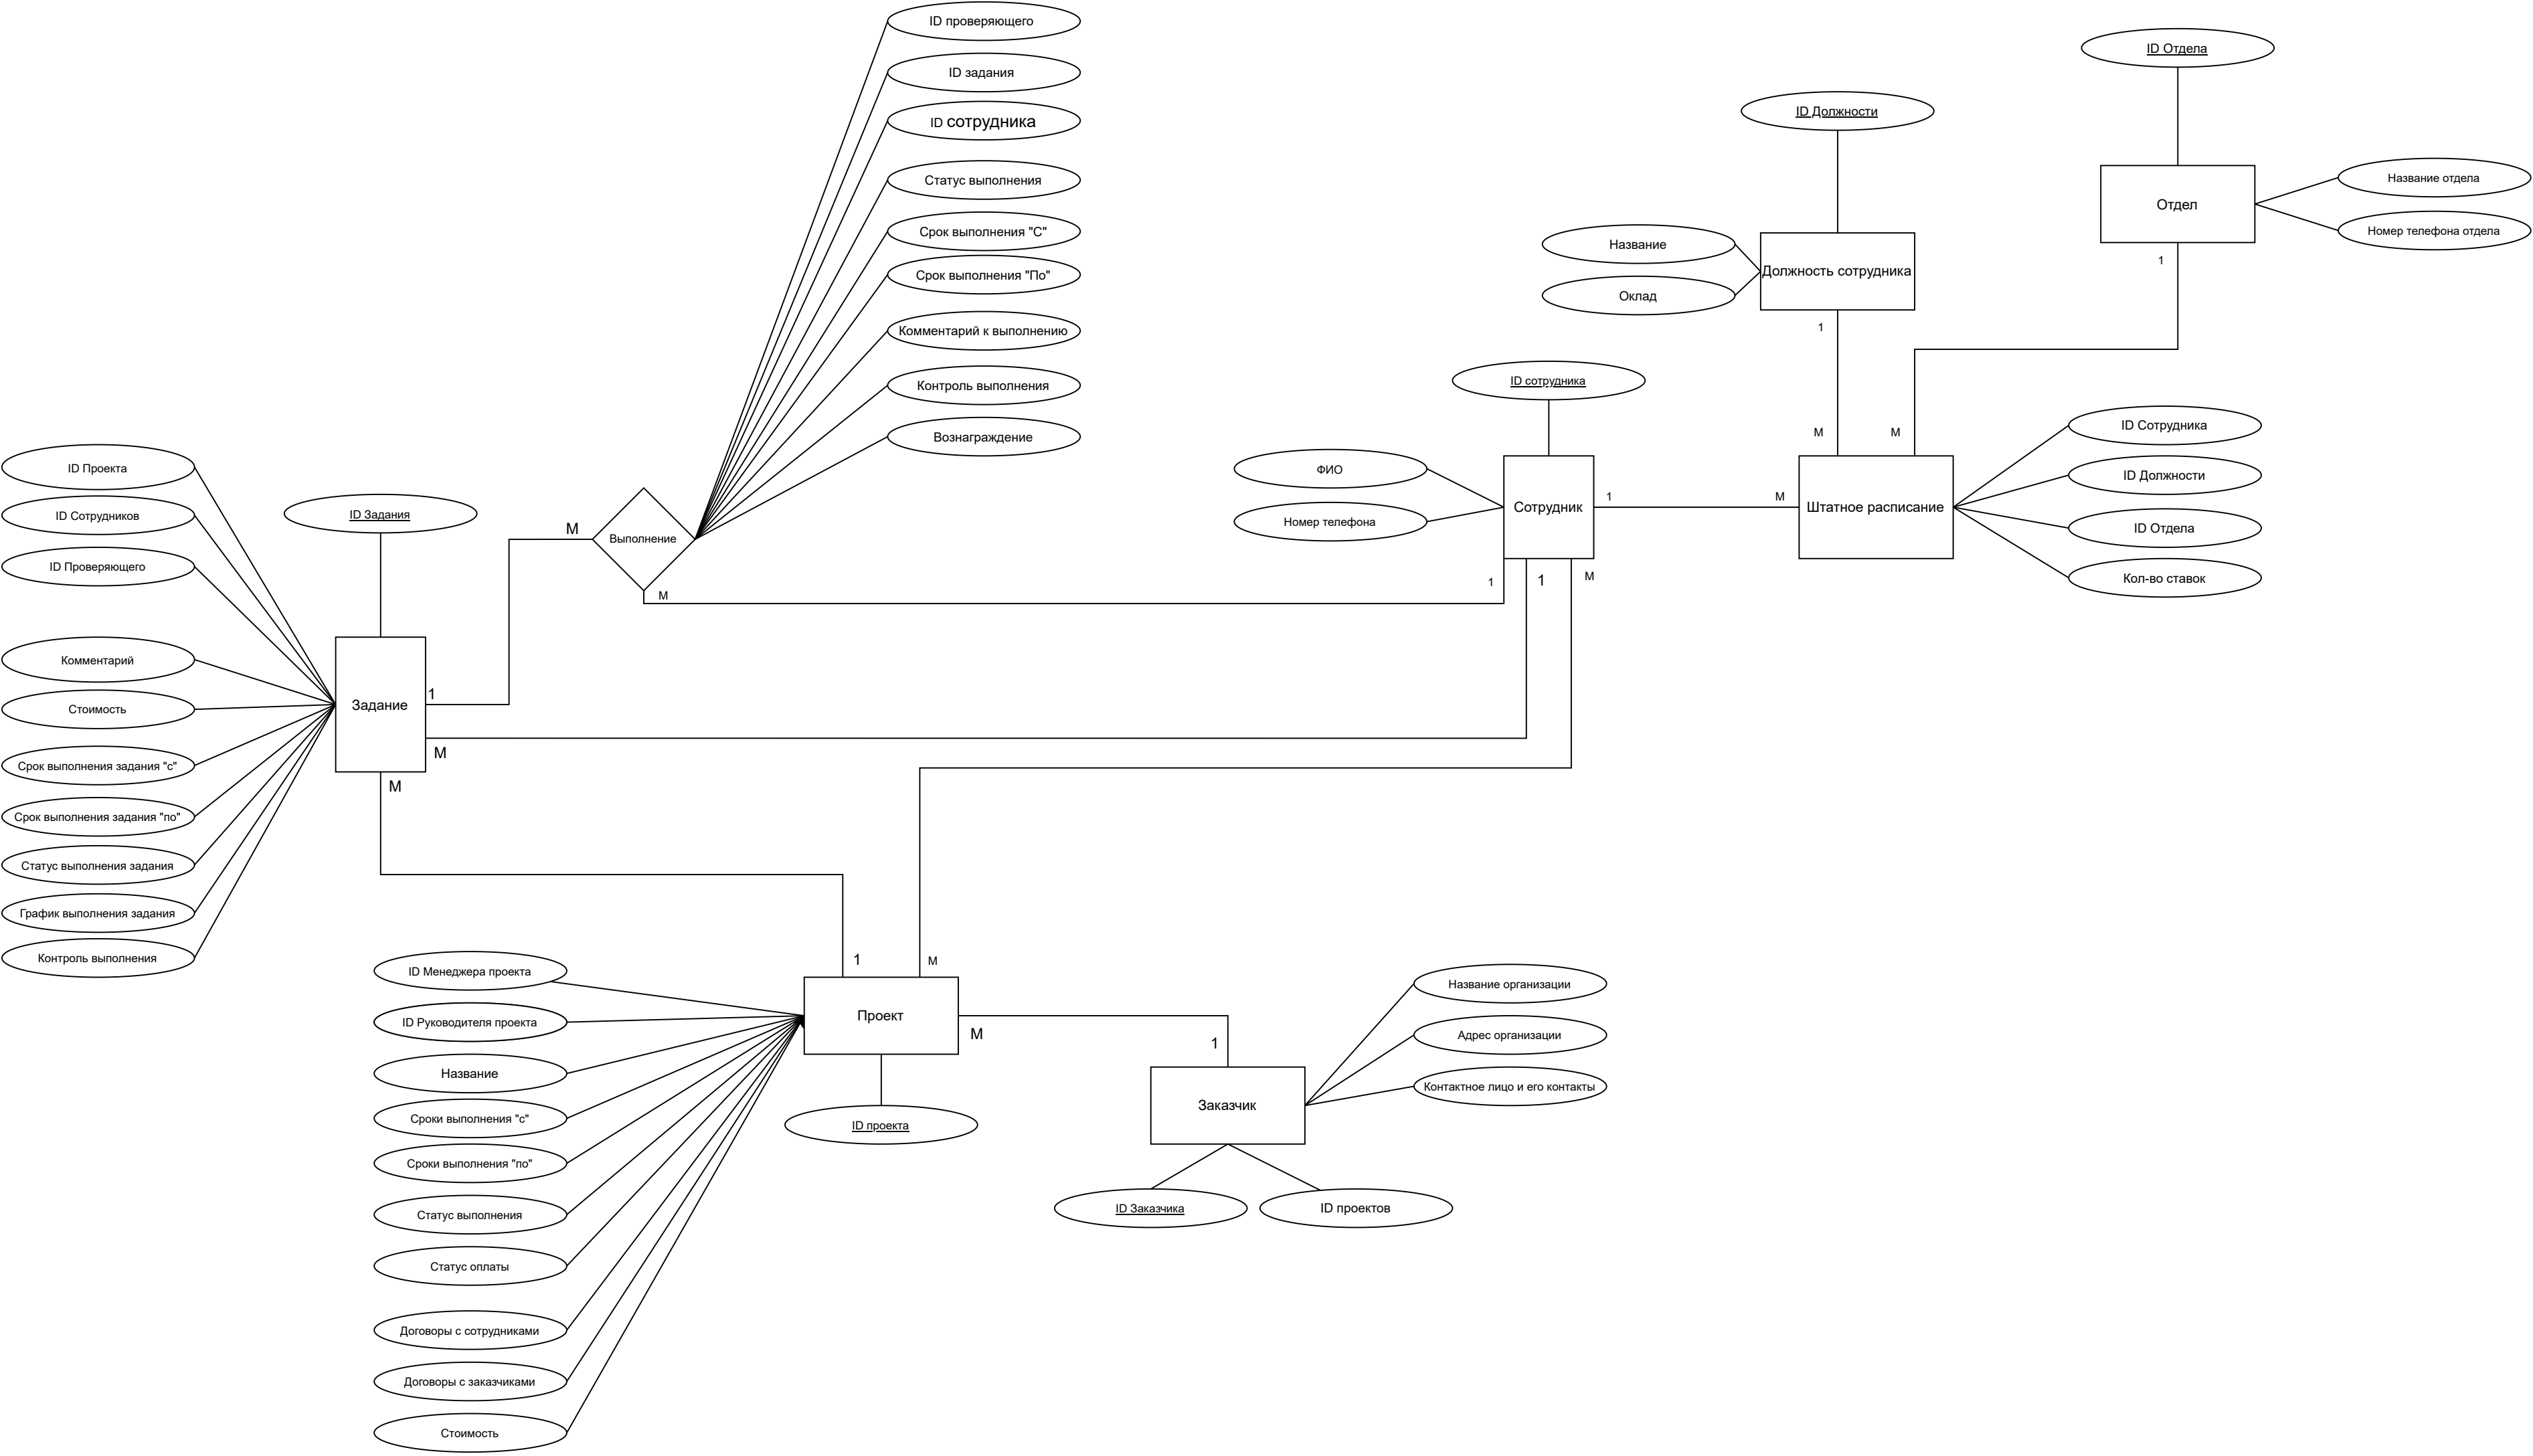 ID проверяющего
ID задания
ID сотрудника
Статус выполнения
Срок выполнения "С"
Срок выполнения "По"
Комментарий к выполнению
Контроль выполнения
Вознаграждение
ID Отдела
ID Должности
Название отдела
Номер телефона отдела
Отдел
1
Название
Оклад
Должность сотрудника
1
ID сотрудника
ФИО
Номер телефона
Сотрудник
1
М
М
М
Штатное расписание
ID Сотрудника
ID Должности
ID Отдела
Кол-во ставок
1
1
М
ID Проекта
ID Сотрудников
ID Проверяющего
ID Задания
М
Выполнение
М
Комментарий
Стоимость
Срок выполнения задания "с"
Срок выполнения задания "по"
Статус выполнения задания
График выполнения задания
Контроль выполнения
Задание
1
М
М
1
М
ID Менеджера проекта
ID Руководителя проекта
Название
Сроки выполнения "с"
Сроки выполнения "по"
Статус выполнения
Статус оплаты
Договоры с сотрудниками
Договоры с заказчиками
Стоимость
Проект
М
ID проекта
1
Заказчик
Название организации
Адрес организации
Контактное лицо и его контакты
ID Заказчика
ID проектов